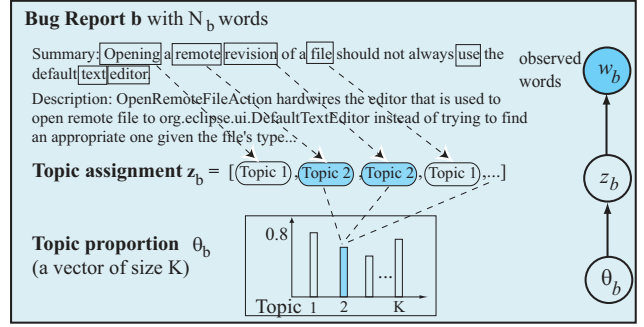 Bug Report b with N_b words
Summary: Opening a remote revision of a file should not always use the
default text editor.
observed
words
w_b
Description: OpenRemoteFileAction hardwires the editor that is used to
open remote file to org.eclipse.ui.DefaultTextEditor instead of trying to find
an appropriate one given the file's type...
Topic assignment z_b = [Topic 1, Topic 2, Topic 2, Topic 1,...]
z_b
Topic proportion θ_b
(a vector of size K)
0.8
...
Topic 1 2 K
θ_b